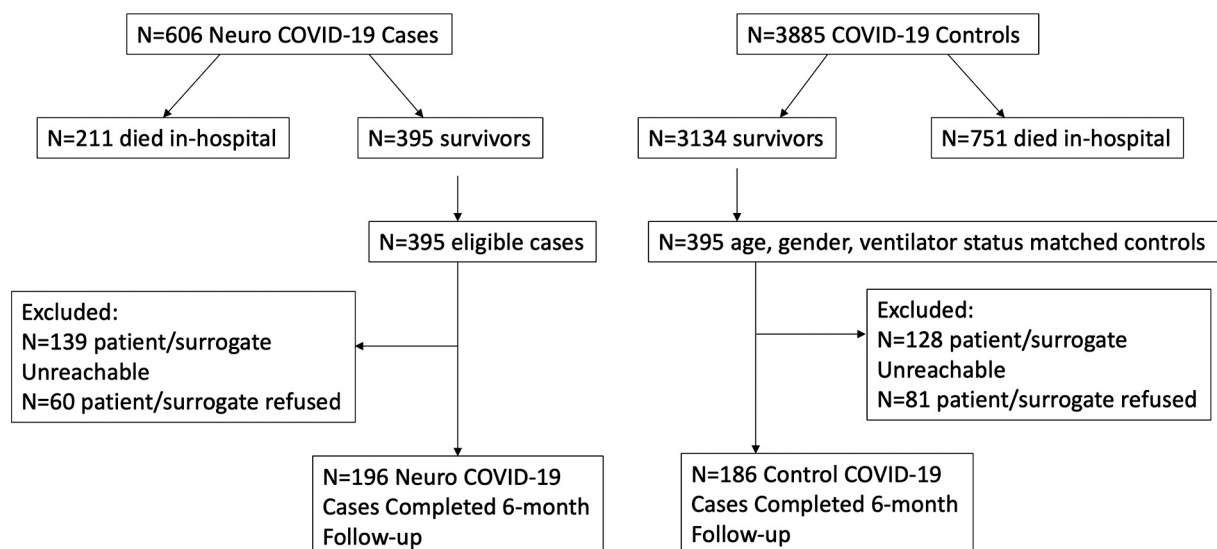 N=606 Neuro COVID-19 Cases
N=3885 COVID-19 Controls
N=211 died in-hospital
N=395 survivors
N=3134 survivors
N=751 died in-hospital
N=395 eligible cases
N=395 age, gender, ventilator status matched controls
Excluded:
N=139 patient/surrogate
Unreachable
N=60 patient/surrogate refused
Excluded:
N=128 patient/surrogate
Unreachable
N=81 patient/surrogate refused
N=196 Neuro COVID-19
Cases Completed 6-month
Follow-up
N=186 Control COVID-19
Cases Completed 6-month
Follow-up